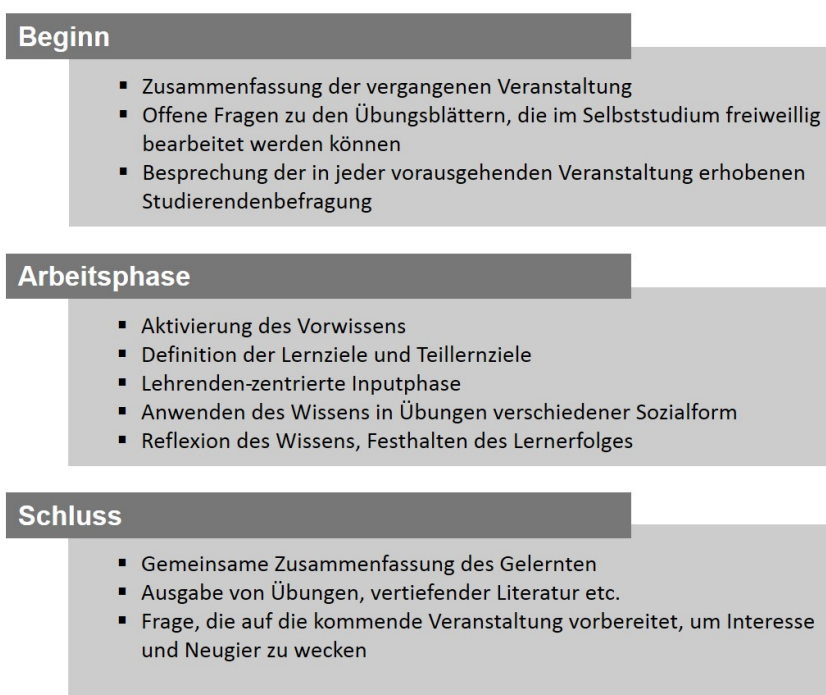 Beginn
▪ Zusammenfassung der vergangenen Veranstaltung
▪ Offene Fragen zu den Übungsblättern, die im Selbststudium freiweillig
bearbeitet werden können
▪ Besprechung der in jeder vorausgehenden Veranstaltung erhobenen
Studierendenbefragung
Arbeitsphase
▪ Aktivierung des Vorwissens
▪ Definition der Lernziele und Teillernziele
▪ Lehrenden-zentrierte Inputphase
▪ Anwenden des Wissens in Übungen verschiedener Sozialform
▪ Reflexion des Wissens, Festhalten des Lernerfolges
Schluss
▪ Gemeinsame Zusammenfassung des Gelernten
▪ Ausgabe von Übungen, vertiefender Literatur etc.
▪ Frage, die auf die kommende Veranstaltung vorbereitet, um Interesse
und Neugier zu wecken